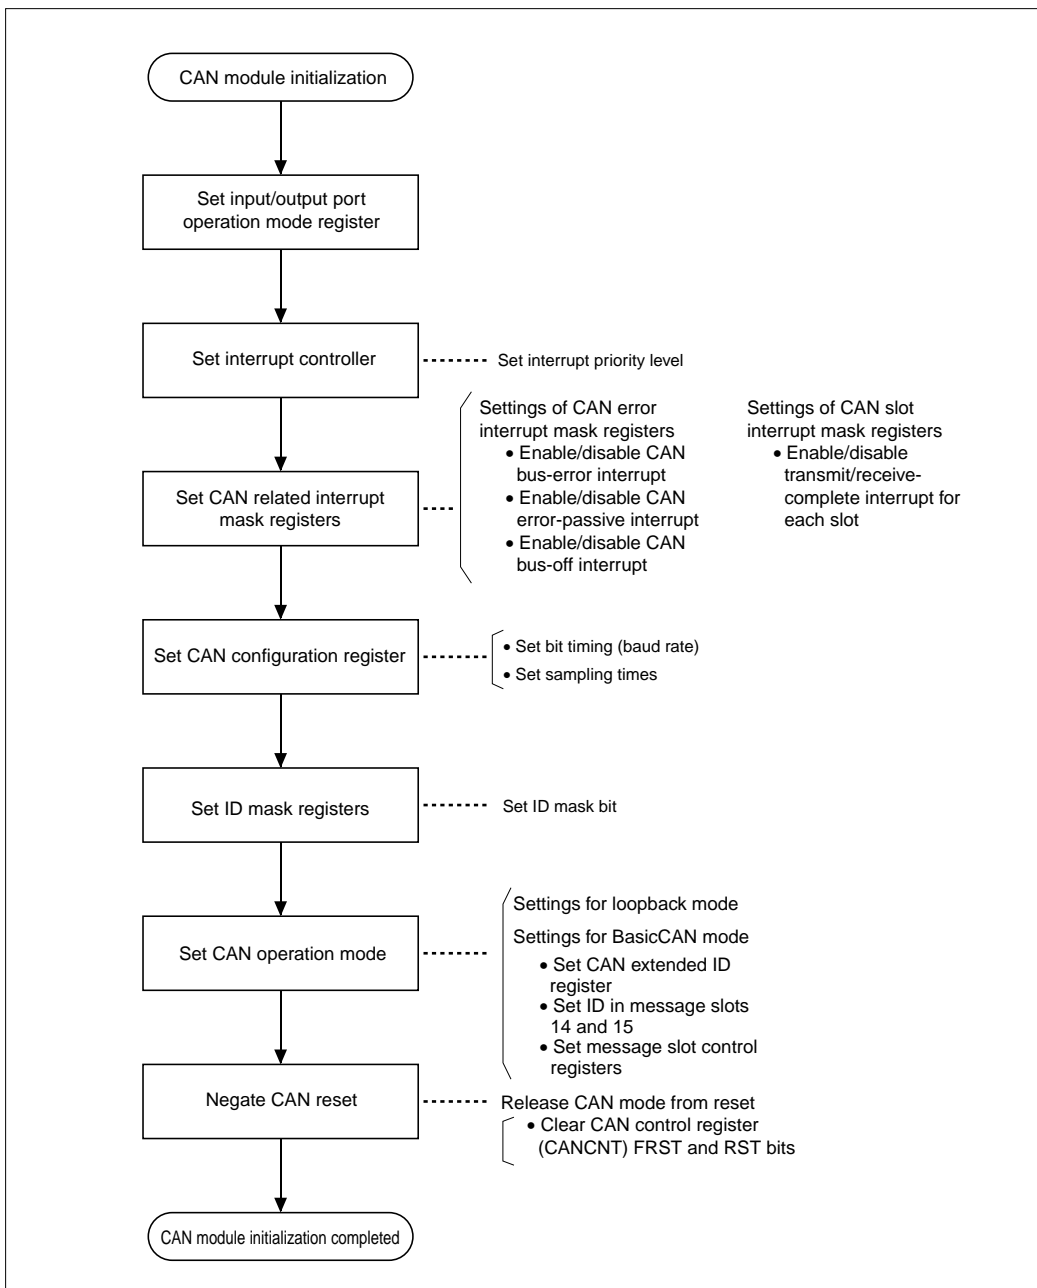 CAN module initialization
Set input/output port
operation mode register
Set interrupt controller
Set interrupt priority level
Set CAN related interrupt
mask registers
Settings of CAN error
interrupt mask registers
• Enable/disable CAN
bus-error interrupt
• Enable/disable CAN
error-passive interrupt
• Enable/disable CAN
bus-off interrupt
Settings of CAN slot
interrupt mask registers
• Enable/disable
transmit/receive-
complete interrupt for
each slot
Set CAN configuration register
• Set bit timing (baud rate)
• Set sampling times
Set ID mask registers
Set ID mask bit
Set CAN operation mode
Settings for loopback mode
Settings for BasicCAN mode
• Set CAN extended ID
register
• Set ID in message slots
14 and 15
• Set message slot control
registers
Negate CAN reset
Release CAN mode from reset
• Clear CAN control register
(CANCNT) FRST and RST bits
CAN module initialization completed